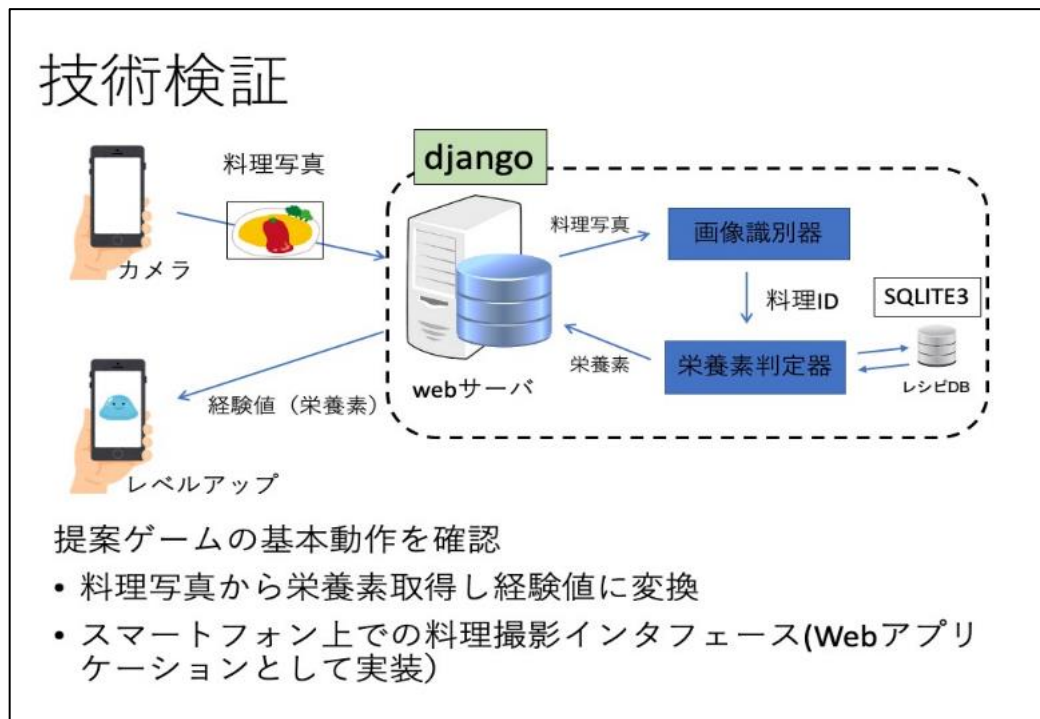 技術検証
料理写真
django
カメラ
料理写真
画像識別器
料理ID
SQLITE3
栄養素
栄養素判定器
レシピDB
webサーバ
経験値（栄養素）
レベルアップ
提案ゲームの基本動作を確認
• 料理写真から栄養素取得し経験値に変換
• スマートフォン上での料理撮影インタフェース(Webアプリ
ケーションとして実装）